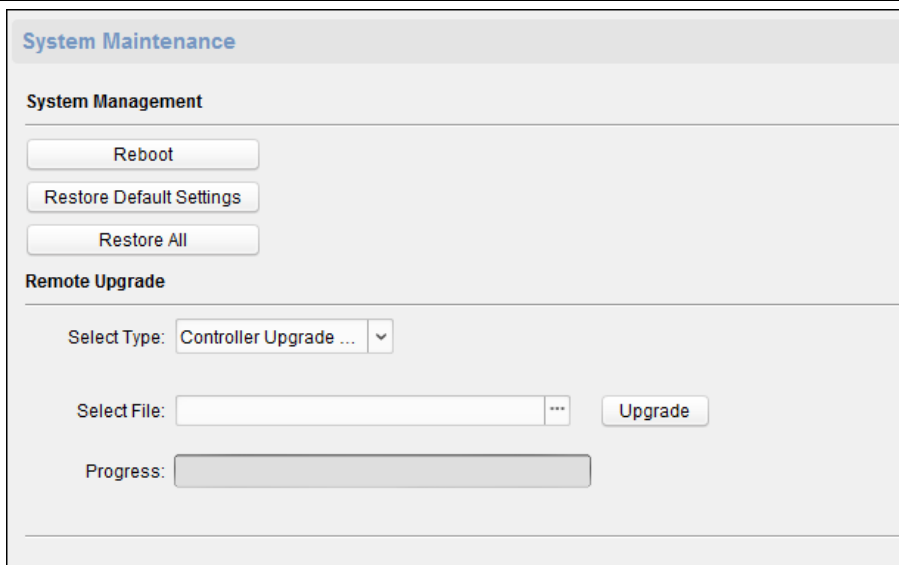 System Maintenance
System Management
Reboot
Restore Default Settings
Restore All
Remote Upgrade
Select Type: Controller Upgrade ...
Select File: ... Upgrade
Progress: